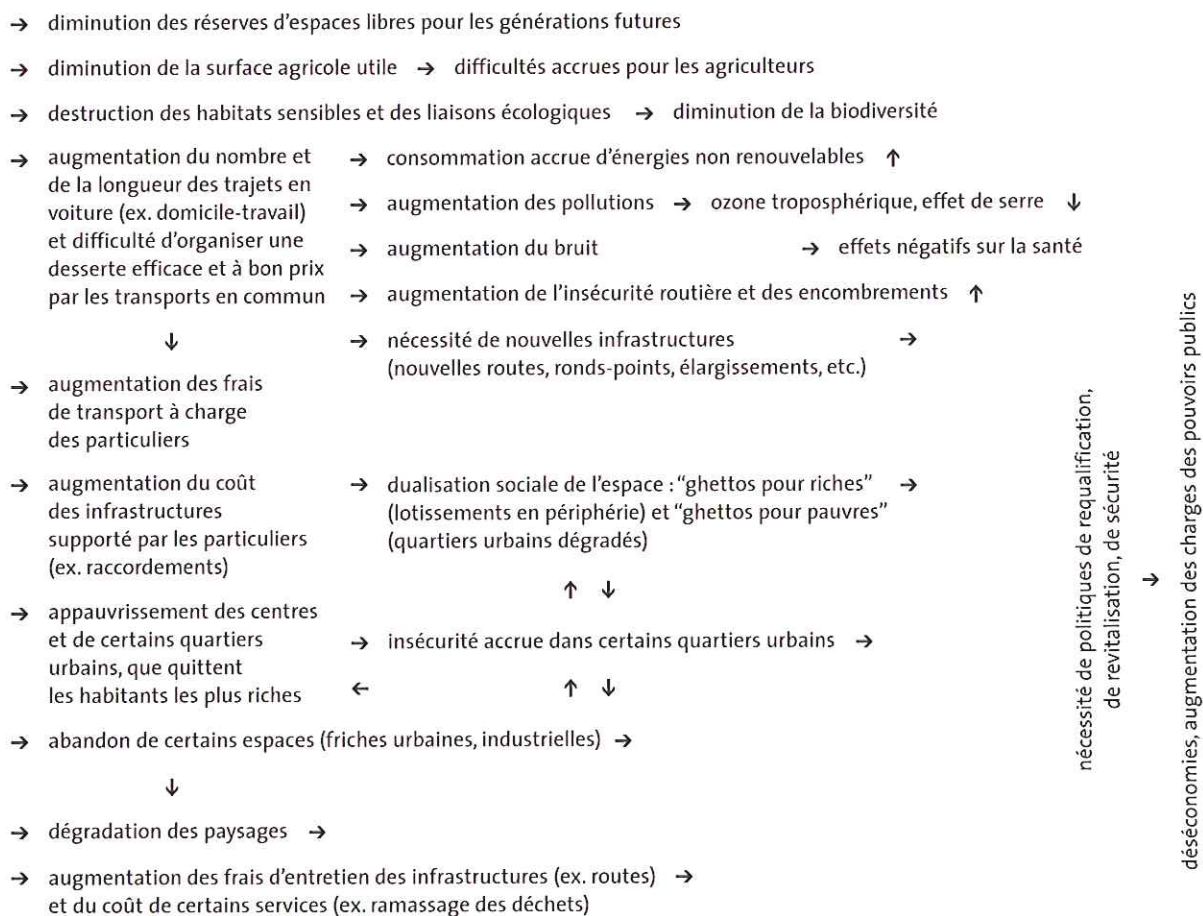 → diminution des réserves d'espaces libres pour les générations futures
→ diminution de la surface agricole utile → difficultés accrues pour les agriculteurs
→ destruction des habitats sensibles et des liaisons écologiques → diminution de la biodiversité
→ augmentation du nombre et
de la longueur des trajets en
voiture (ex. domicile-travail)
et difficulté d'organiser une
desserte efficace et à bon prix
par les transports en commun
→ consommation accrue d'énergies non renouvelables ↑
→ augmentation des pollutions → ozone troposphérique, effet de serre ↓
→ augmentation du bruit → effets négatifs sur la santé
→ augmentation de l'insécurité routière et des encombrements ↑
↓
→ nécessité de nouvelles infrastructures →
(nouvelles routes, ronds-points, élargissements, etc.)
→ augmentation des frais
de transport à charge
des particuliers
→ augmentation du coût
des infrastructures
supporté par les particuliers
(ex. raccordements)
→ dualisation sociale de l'espace : "ghettos pour riches" →
(lotissements en périphérie) et "ghettos pour pauvres"
(quartiers urbains dégradés)
↑ ↓
→ appauvrissement des centres
et de certains quartiers
urbains, que quittent
les habitants les plus riches
→ insécurité accrue dans certains quartiers urbains →
← ↑ ↓
→ abandon de certains espaces (friches urbaines, industrielles) →
↓
→ dégradation des paysages →
→ augmentation des frais d'entretien des infrastructures (ex. routes) →
et du coût de certains services (ex. ramassage des déchets)
nécessité de politiques de requalification,
de revitalisation, de sécurité
→
déséconomies, augmentation des charges des pouvoirs publics